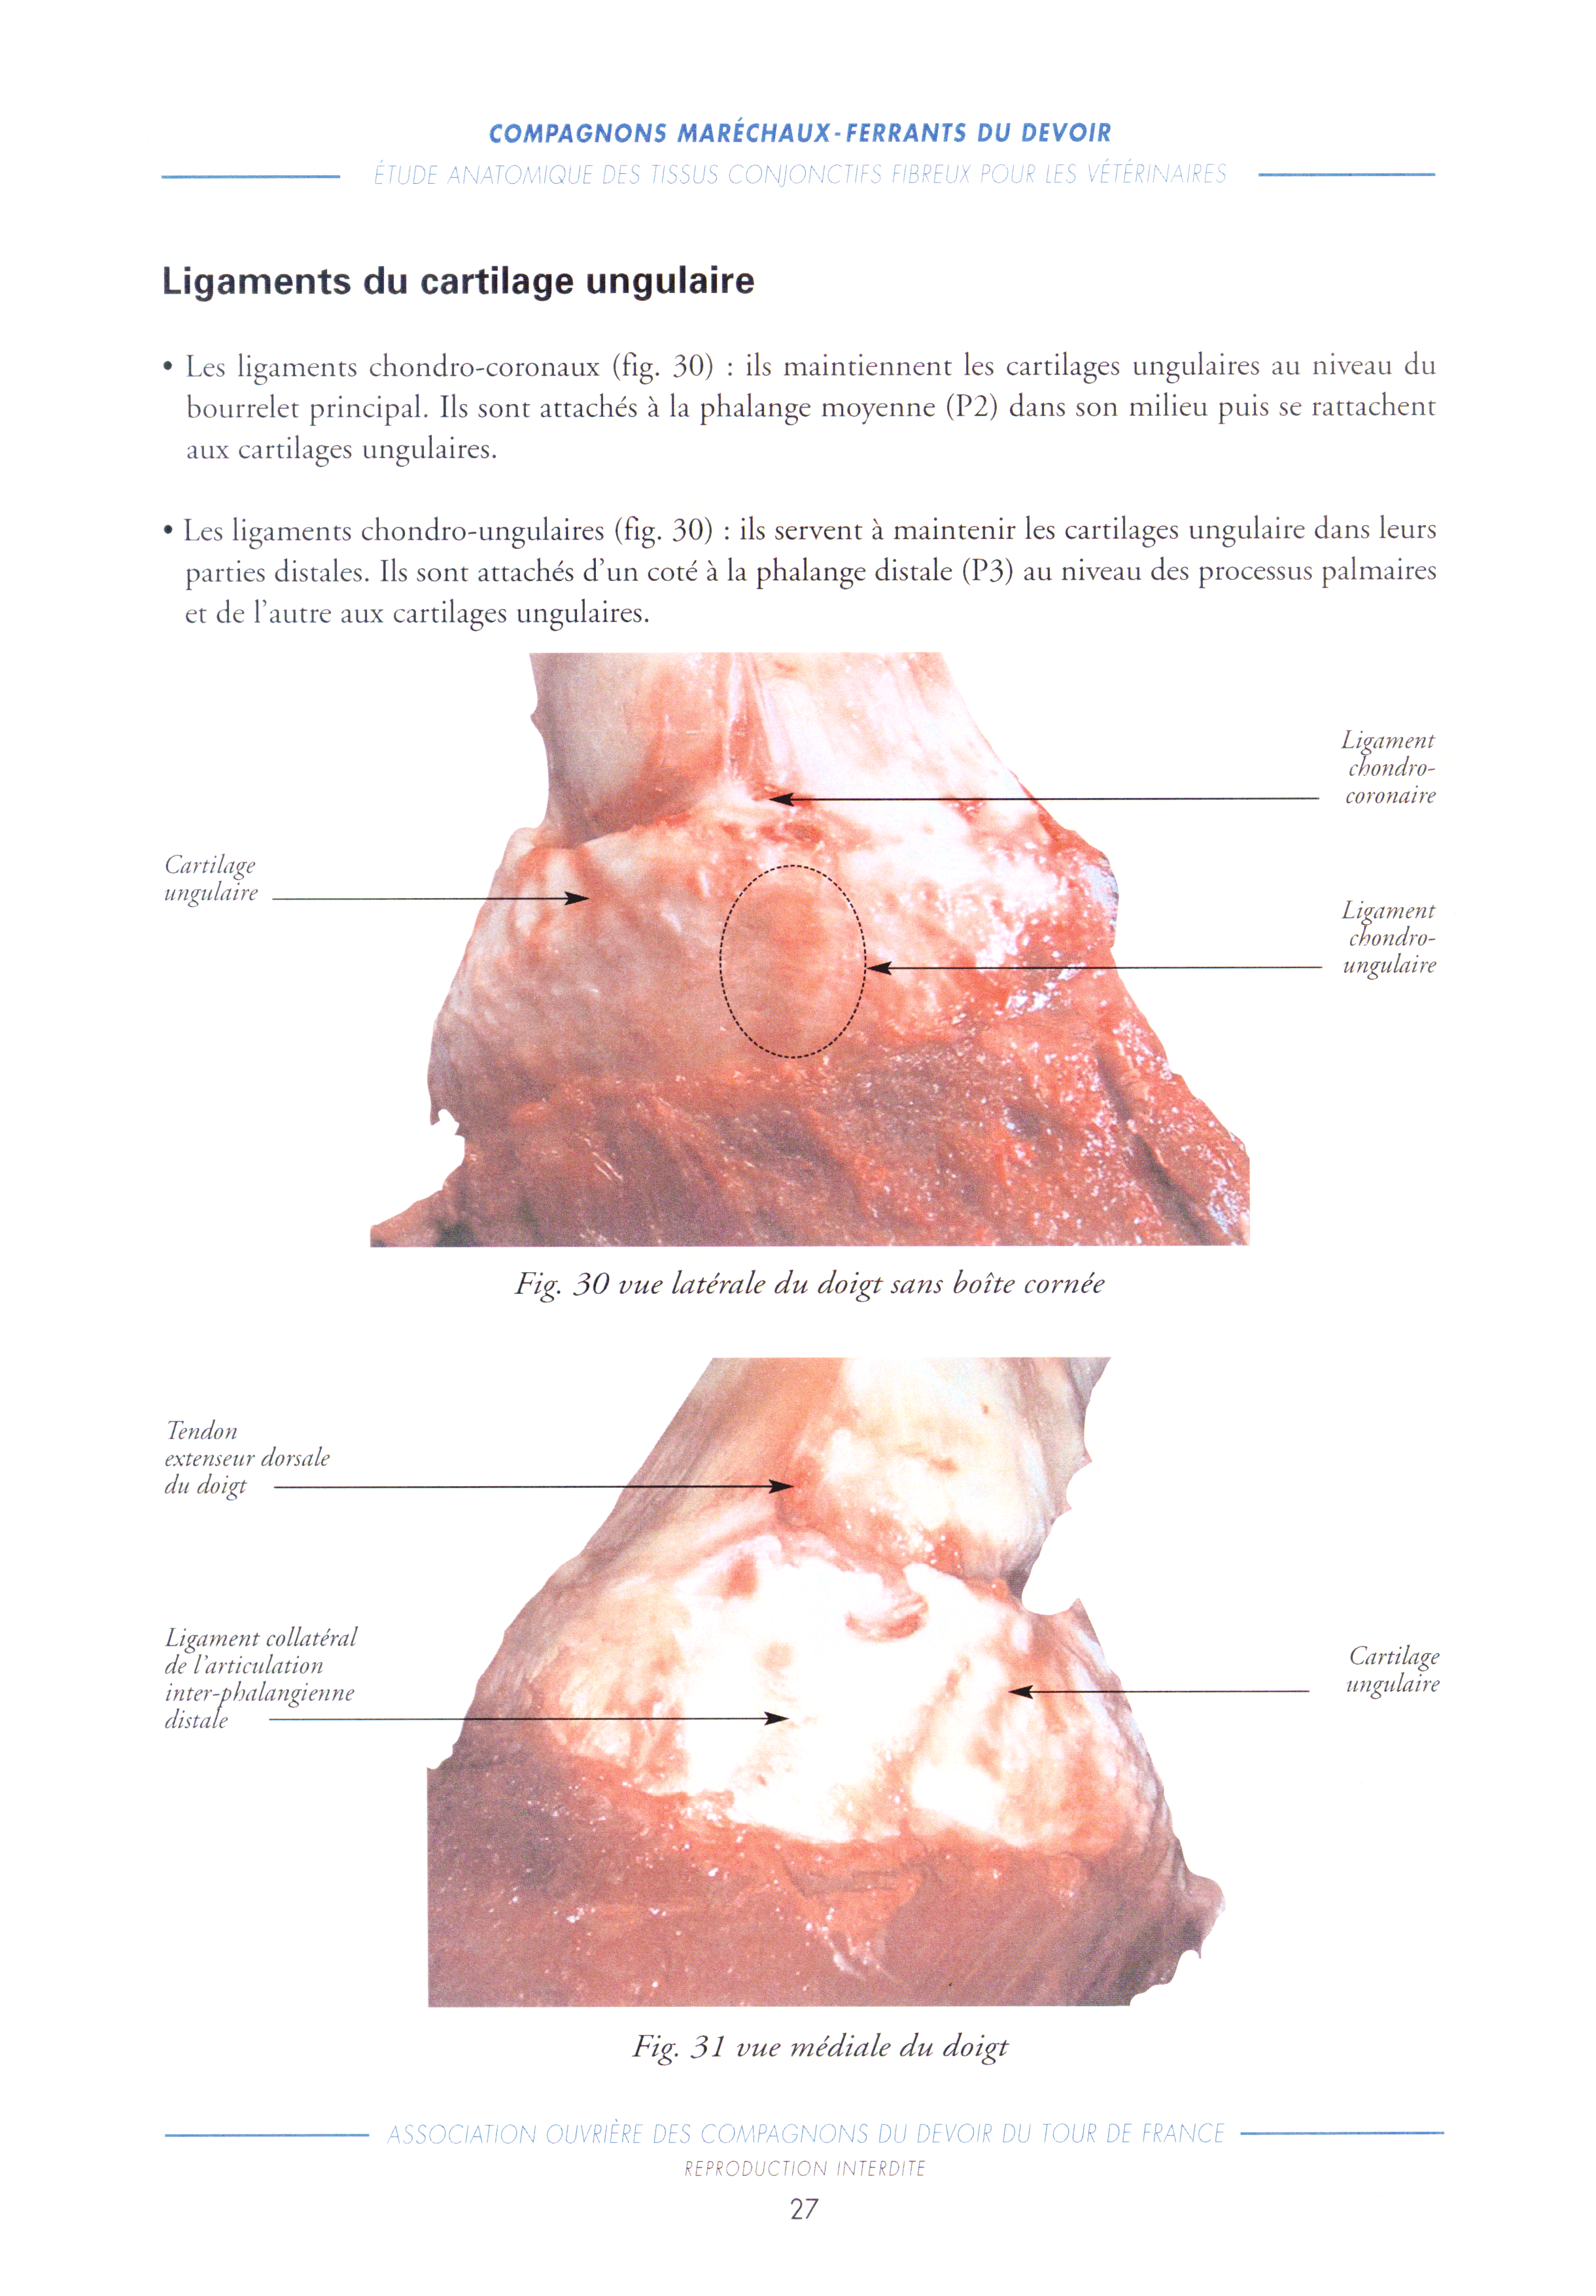 COMPAGNONS MARÉCHAUX-FERRANTS DU DEVOIR
ÉTUDE ANATOMIQUE DES TISSUS CONJONCTIFS FIBREUX POUR LES VÉTÉRINAIRES
Ligaments du cartilage ungulaire
• Les ligaments chondro-coronaux (fig. 30) : ils maintiennent les cartilages ungulaires au niveau du
bourrelet principal. Ils sont attachés à la phalange moyenne (P2) dans son milieu puis se rattachent
aux cartilages ungulaires.
• Les ligaments chondro-ungulaires (fig. 30) : ils servent à maintenir les cartilages ungulaire dans leurs
parties distales. Ils sont attachés d’un coté à la phalange distale (P3) au niveau des processus palmaires
et de l’autre aux cartilages ungulaires.
Ligament
chondro-
coronaire
Cartilage
ungulaire
Ligament
chondro-
ungulaire
Fig. 30 vue latérale du doigt sans boîte cornée
Tendon
extenseur dorsale
du doigt
Ligament collatéral
de l’articulation
inter-phalangienne
distale
Cartilage
ungulaire
Fig. 31 vue médiale du doigt
ASSOCIATION OUVRIÈRE DES COMPAGNONS DU DEVOIR DU TOUR DE FRANCE
REPRODUCTION INTERDITE
27